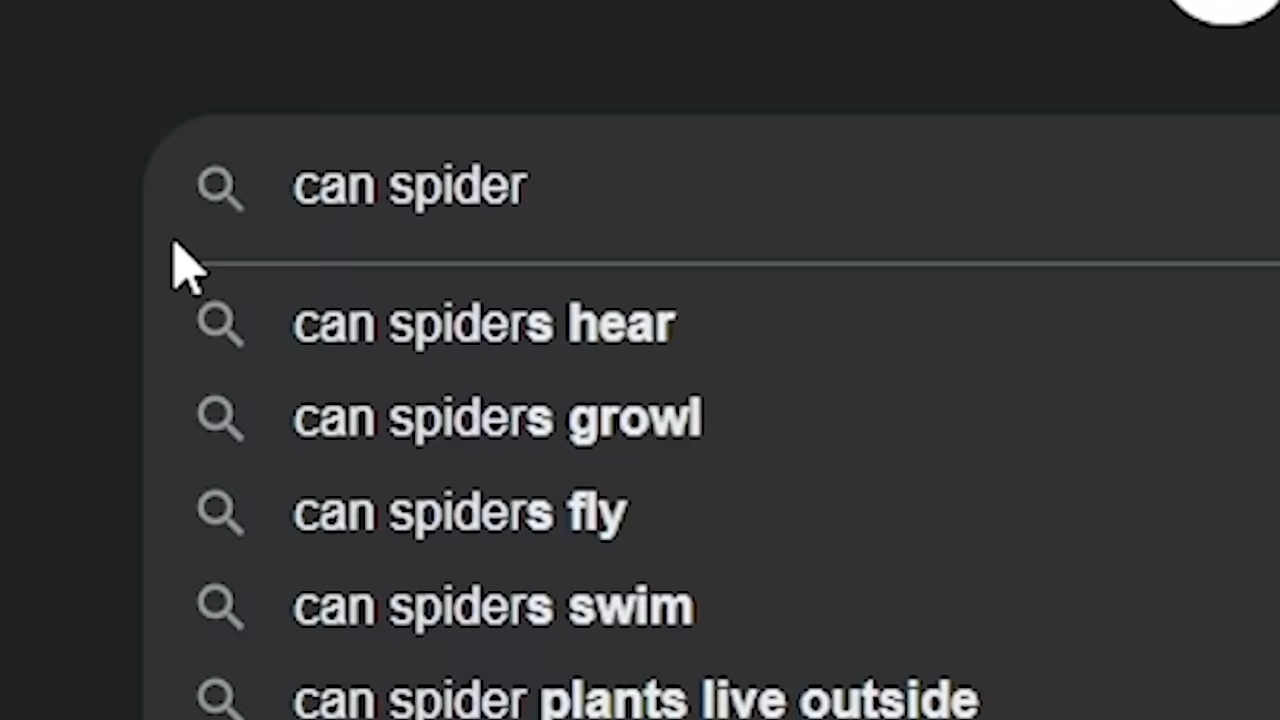 can spider
can spiders hear
can spiders growl
can spiders fly
can spiders swim
can spider plants live outside